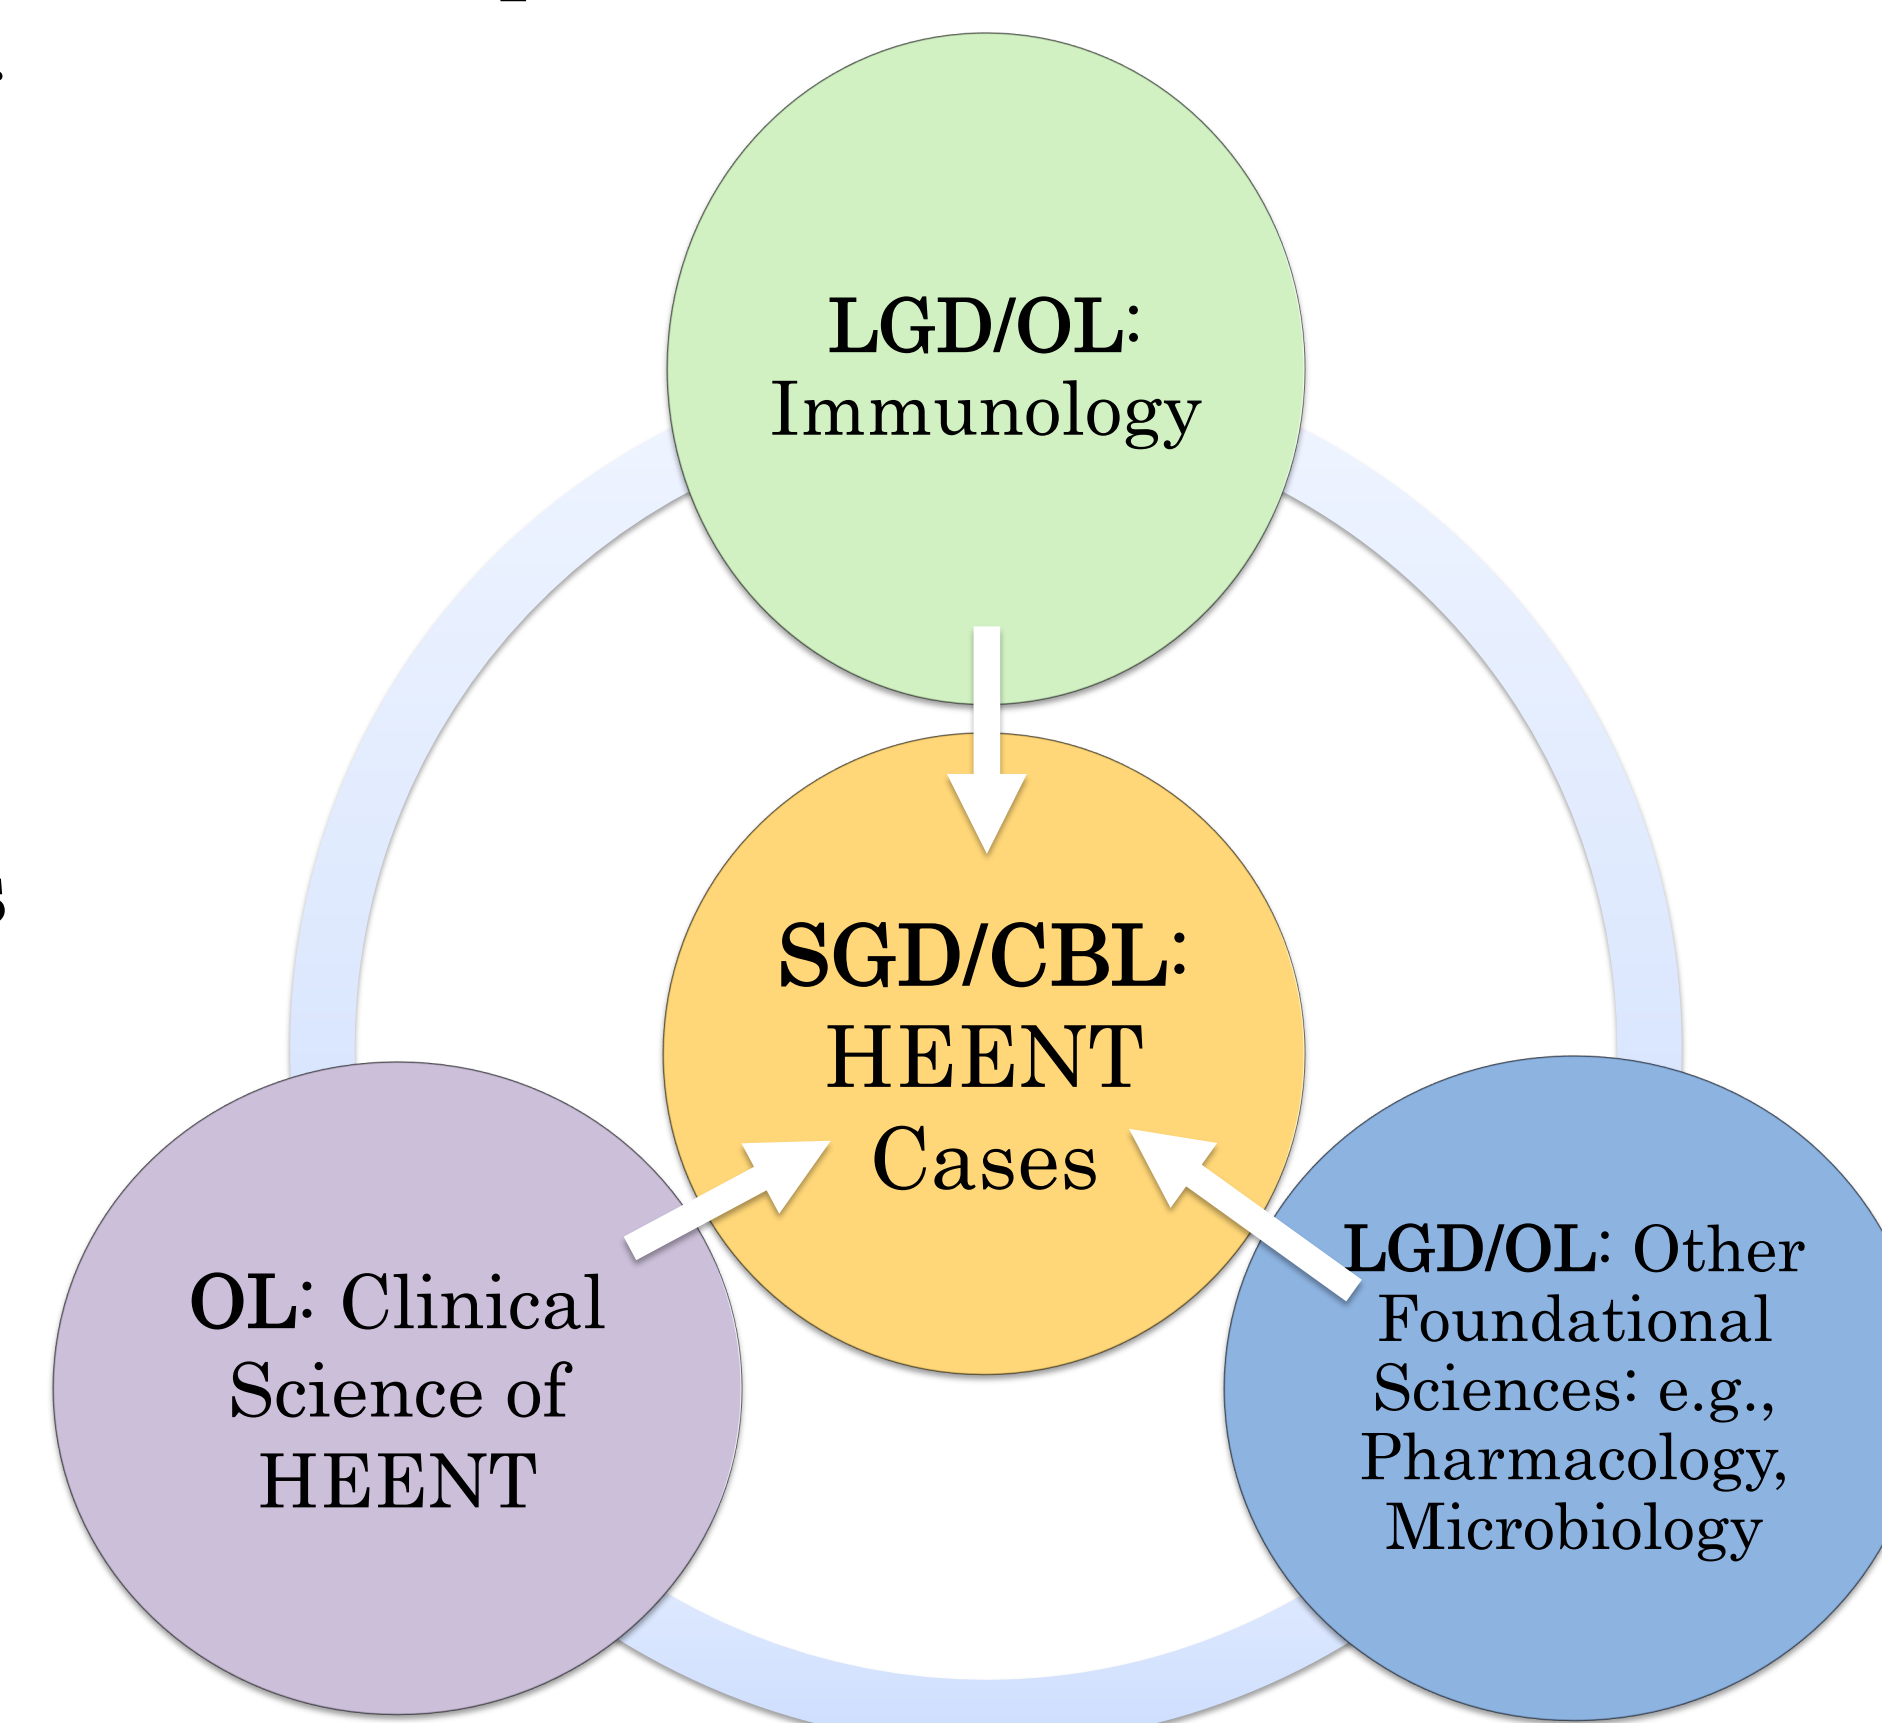 LGD/OL:
Immunology
SGD/CBL:
HEENT
Cases
OL: Clinical
Science of
HEENT
LGD/OL: Other
Foundational
Sciences: e.g.,
Pharmacology,
Microbiology